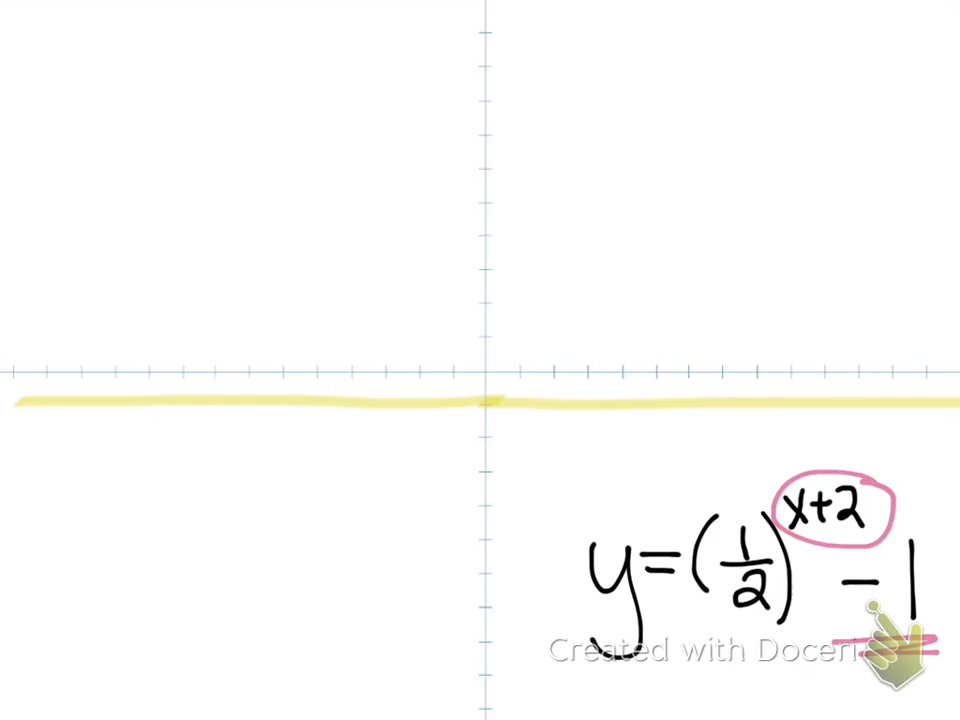 y=(1/2)^(x+2) - 1
Created with Doceri